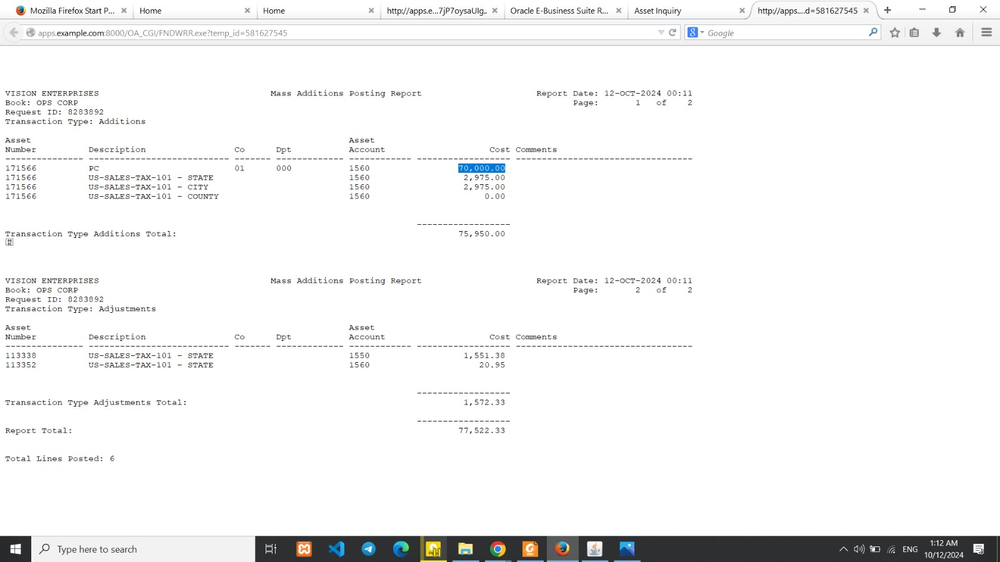 Mozilla Firefox Start P... × Home × Home × http://apps.e...7jP7oysaUIg.. × Oracle E-Business Suite R... × Asset Inquiry × http://apps....d=581627545 ×
apps.example.com:8000/OA_CGI/FNDWRR.exe?temp_id=581627545 Google
VISION ENTERPRISES Mass Additions Posting Report Report Date: 12-OCT-2024 00:11
Book: OPS CORP Page: 1 of 2
Request ID: 8283892
Transaction Type: Additions
Asset Asset
Number Description Co Dpt Account Cost Comments
--------------- --------------------------- ------- ------------- ------------ ------------------ ----------------------------------
171566 PC 01 000 1560 70,000.00
171566 US-SALES-TAX-101 - STATE 1560 2,975.00
171566 US-SALES-TAX-101 - CITY 1560 2,975.00
171566 US-SALES-TAX-101 - COUNTY 1560 0.00
------------------
Transaction Type Additions Total: 75,950.00
VISION ENTERPRISES Mass Additions Posting Report Report Date: 12-OCT-2024 00:11
Book: OPS CORP Page: 2 of 2
Request ID: 8283892
Transaction Type: Adjustments
Asset Asset
Number Description Co Dpt Account Cost Comments
--------------- --------------------------- ------- ------------- ------------ ------------------ ----------------------------------
113338 US-SALES-TAX-101 - STATE 1550 1,551.38
113352 US-SALES-TAX-101 - STATE 1560 20.95
------------------
Transaction Type Adjustments Total: 1,572.33
------------------
Report Total: 77,522.33
Total Lines Posted: 6
Type here to search ENG 1:12 AM
10/12/2024